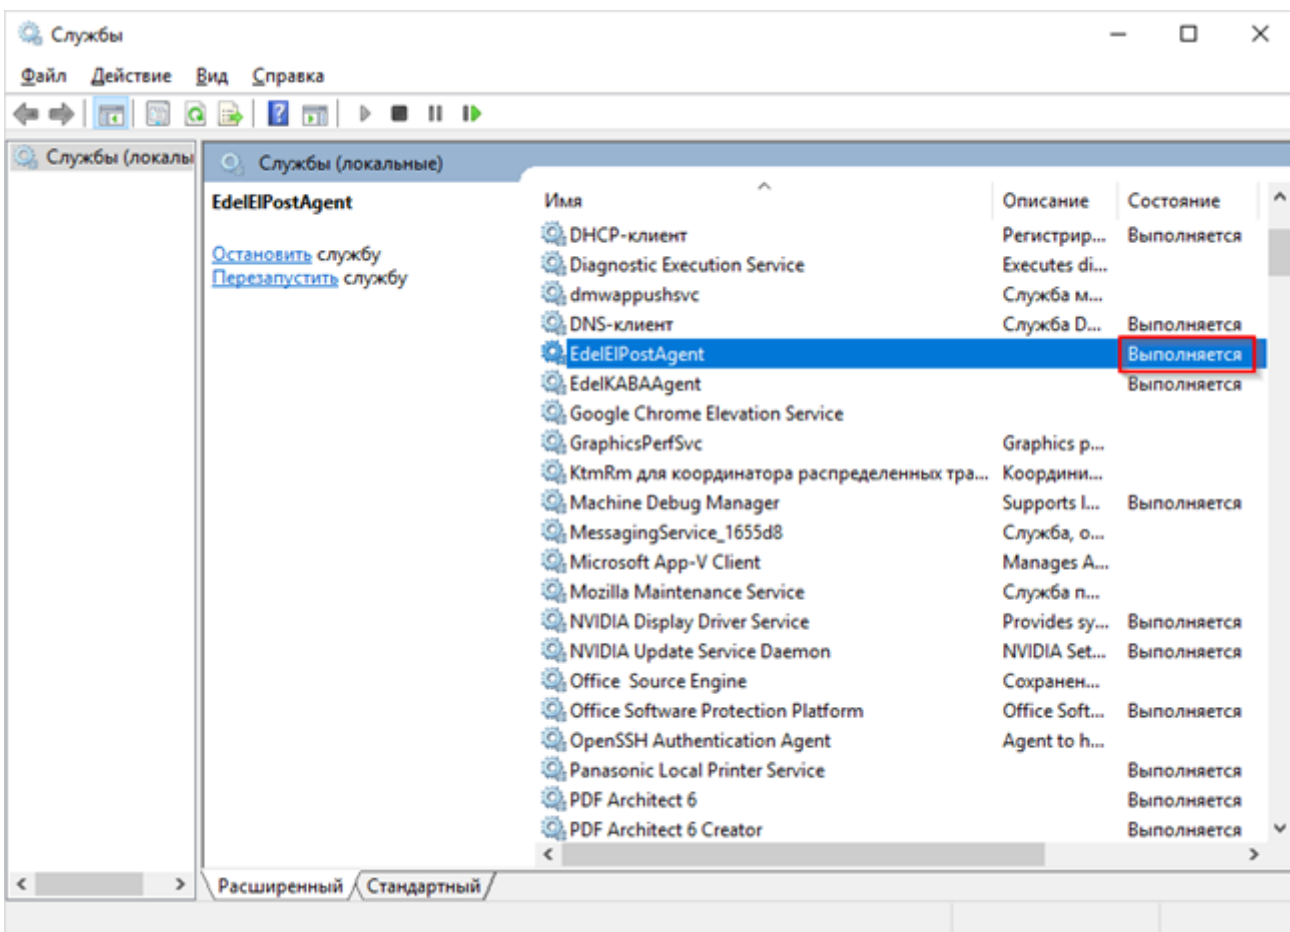 Службы
Файл Действие Вид Справка
Службы (локалы
Службы (локальные)
EdelElPostAgent
Остановить службу
Перезапустить службу
Имя Описание Состояние
DHCP-клиент Регистрир... Выполняется
Diagnostic Execution Service Executes di...
dmwappushsvc Служба м...
DNS-клиент Служба D... Выполняется
EdelElPostAgent Выполняется
EdelKABAAgent Выполняется
Google Chrome Elevation Service
GraphicsPerfSvc Graphics p...
KtmRm для координатора распределенных тра... Координи...
Machine Debug Manager Supports l... Выполняется
MessagingService_1655d8 Служба, о...
Microsoft App-V Client Manages A...
Mozilla Maintenance Service Служба п...
NVIDIA Display Driver Service Provides sy... Выполняется
NVIDIA Update Service Daemon NVIDIA Set... Выполняется
Office  Source Engine Сохранен...
Office Software Protection Platform Office Soft... Выполняется
OpenSSH Authentication Agent Agent to h...
Panasonic Local Printer Service Выполняется
PDF Architect 6 Выполняется
PDF Architect 6 Creator Выполняется
Расширенный Стандартный